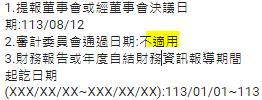 1.提報董事會或經董事會決議日
期:113/08/12
2.審計委員會通過日期:不適用
3.財務報告或年度自結財務資訊報導期間
起訖日期
(XXX/XX/XX~XXX/XX/XX):113/01/01~113